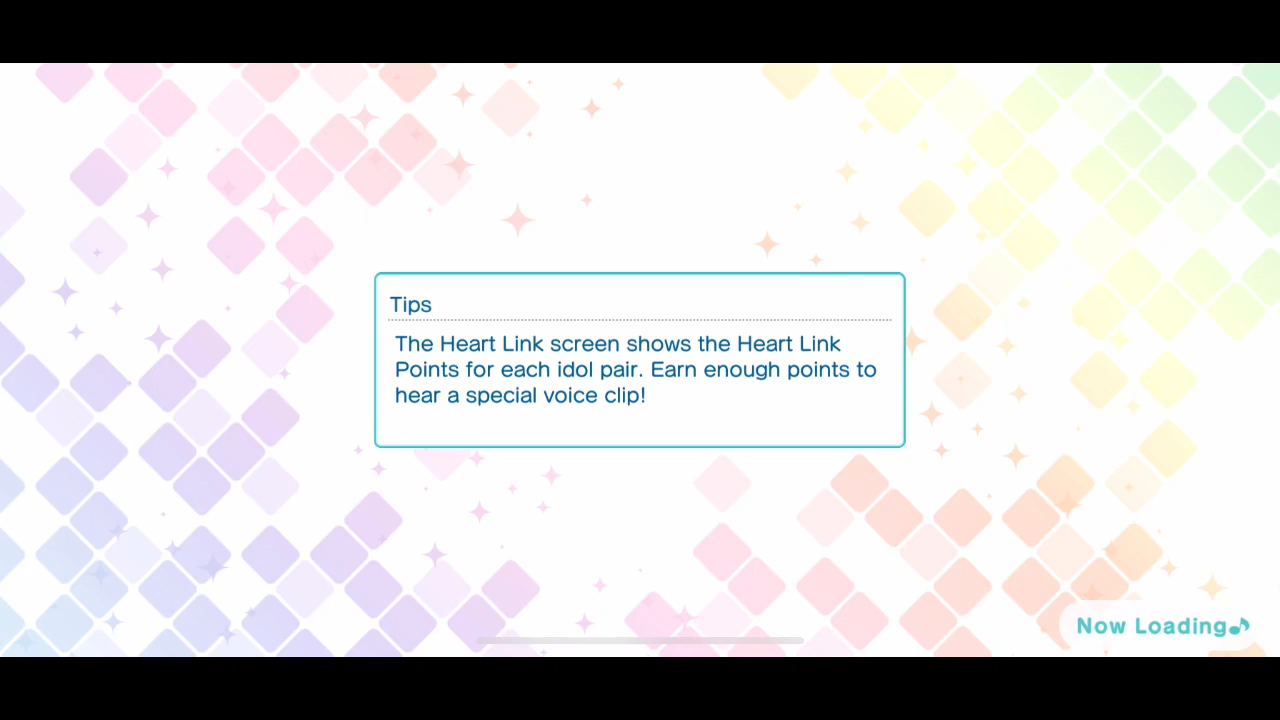 Tips
The Heart Link screen shows the Heart Link
Points for each idol pair. Earn enough points to
hear a special voice clip!
Now Loading♪